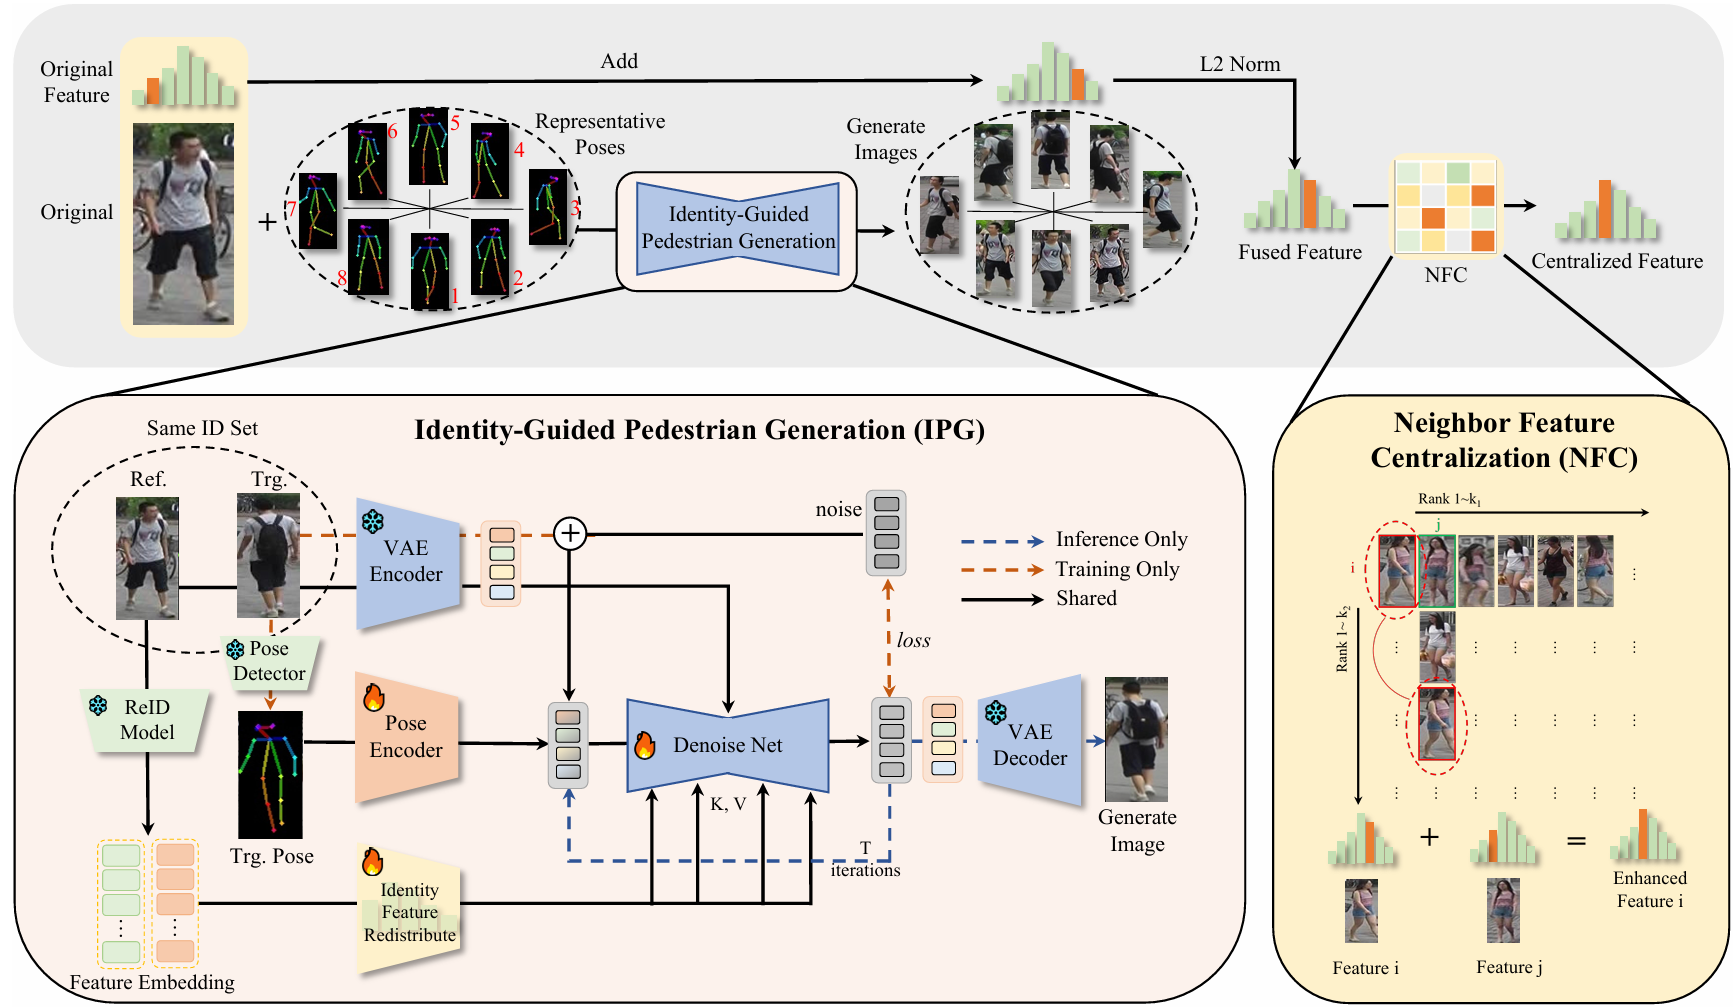 Original
Feature
Add
L2 Norm
Representative
Poses
Generate
Images
Original
+
6
5
4
7
3
8
1
2
Identity-Guided
Pedestrian Generation
Fused Feature
NFC
Centralized Feature
Identity-Guided Pedestrian Generation (IPG)
Same ID Set
Ref.
Trg.
VAE
Encoder
+
noise
Inference Only
Training Only
Shared
loss
Pose
Detector
ReID
Model
Pose
Encoder
Denoise Net
VAE
Decoder
K, V
T
iterations
Generate
Image
Trg. Pose
Identity
Feature
Redistribute
Feature Embedding
Neighbor Feature
Centralization (NFC)
Rank 1~k₁
j
i
Rank 1~ k₂
+
=
Enhanced
Feature i
Feature i
Feature j